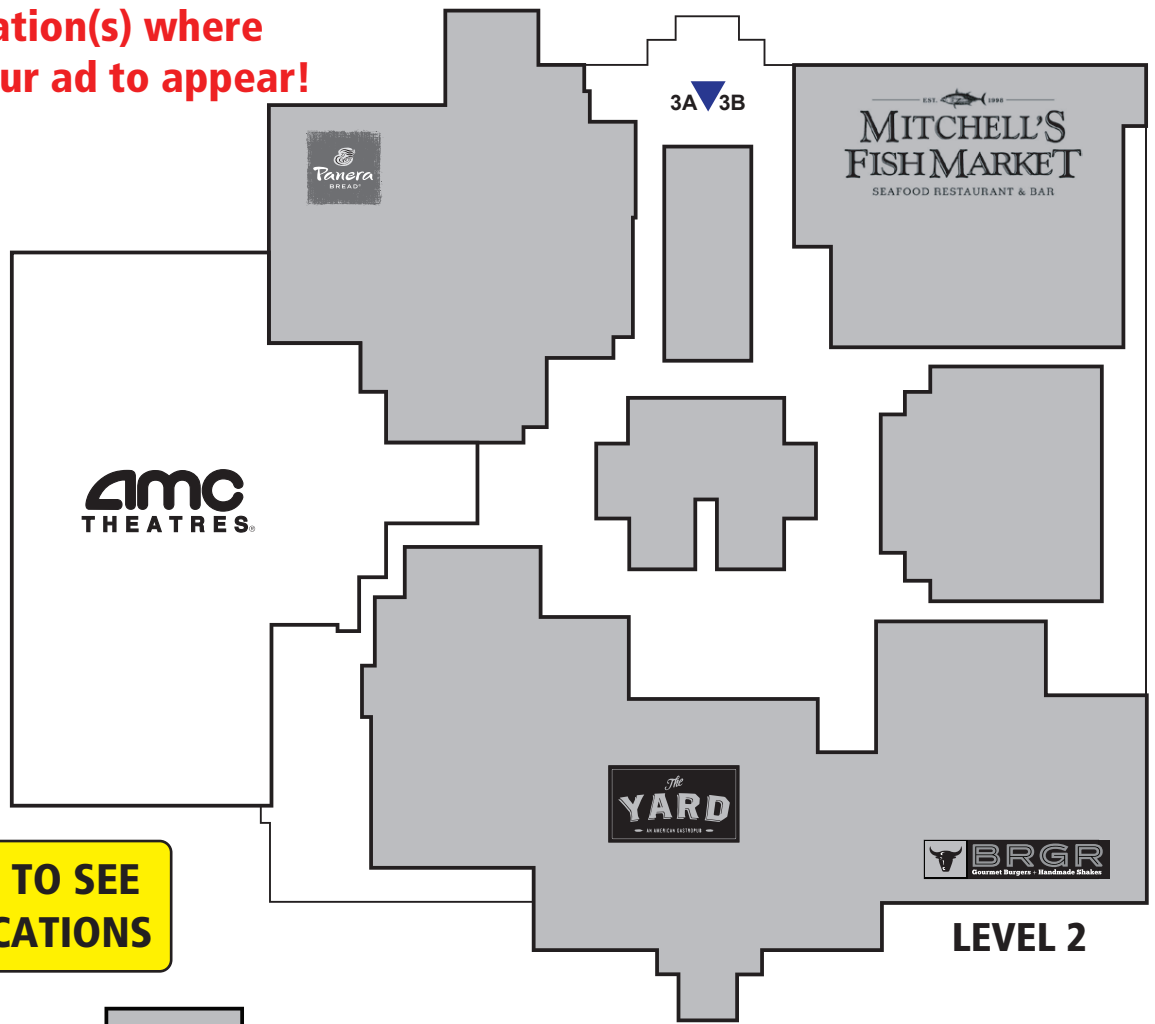 ation(s) where
ur ad to appear!
3A 3B
EST. 1998
MITCHELL'S
FISH MARKET
SEAFOOD RESTAURANT & BAR
Panera
BREAD®
amc
THEATRES®
The
YARD
AN AMERICAN GASTROPUB
BRGR
Gourmet Burgers + Handmade Shakes
TO SEE
CATIONS
LEVEL 2